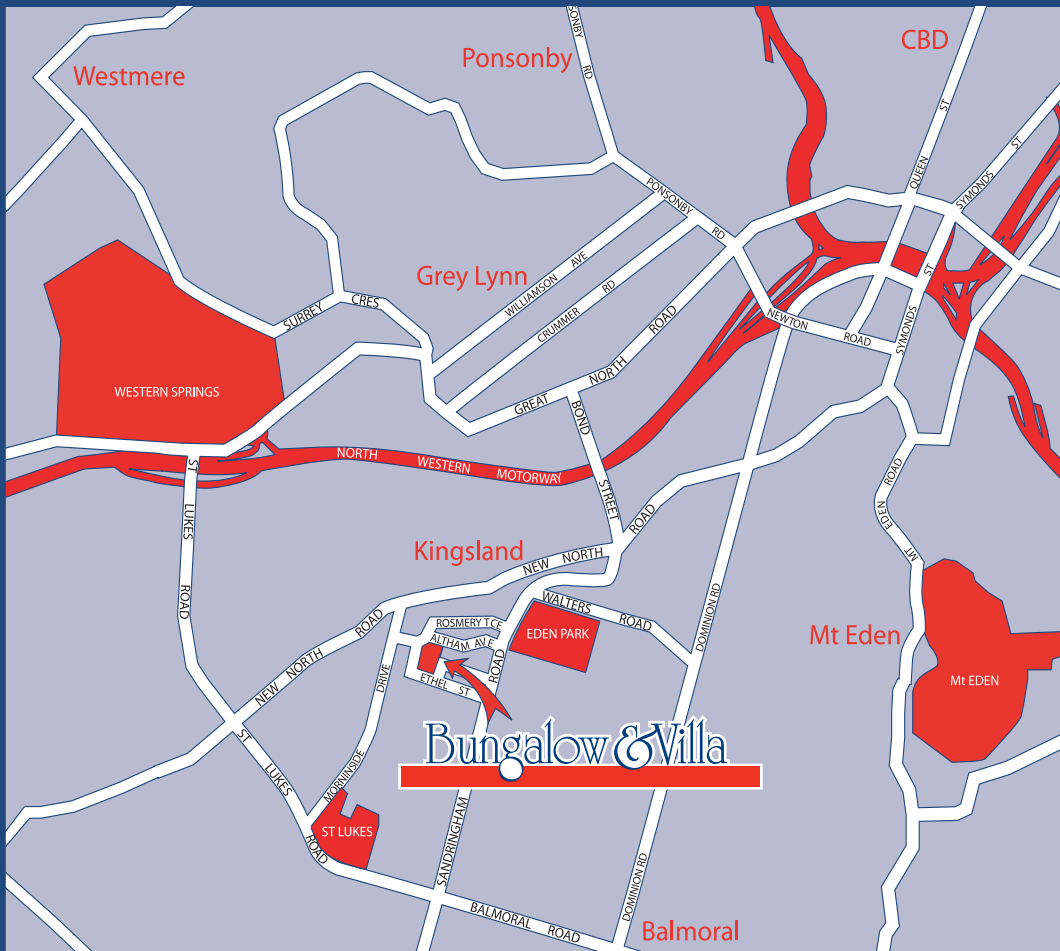 Westmere
Ponsonby
SONBY RD
CBD
QUEEN ST
SYMONDS ST
PONSONBY RD
Grey Lynn
WILLIAMSON AVE
CRUMMER RD
SURREY CRES
GREAT NORTH ROAD
NEWTON ROAD
SYMONDS ST
WESTERN SPRINGS
BOND STREET
NORTH WESTERN MOTORWAY
ST LUKES ROAD
MT EDEN ROAD
Kingsland
NEW NORTH ROAD
WALTERS ROAD
ROSMERY TCE
ALTHAM AVE
EDEN PARK
DOMINION RD
Mt Eden
Mt EDEN
NEW NORTH ROAD
ETHEL ST
MORNINSIDE DRIVE
SANDRINGHAM ROAD
Bungalow & Villa
ST LUKES ROAD
ST LUKES
DOMINION RD
BALMORAL ROAD
Balmoral